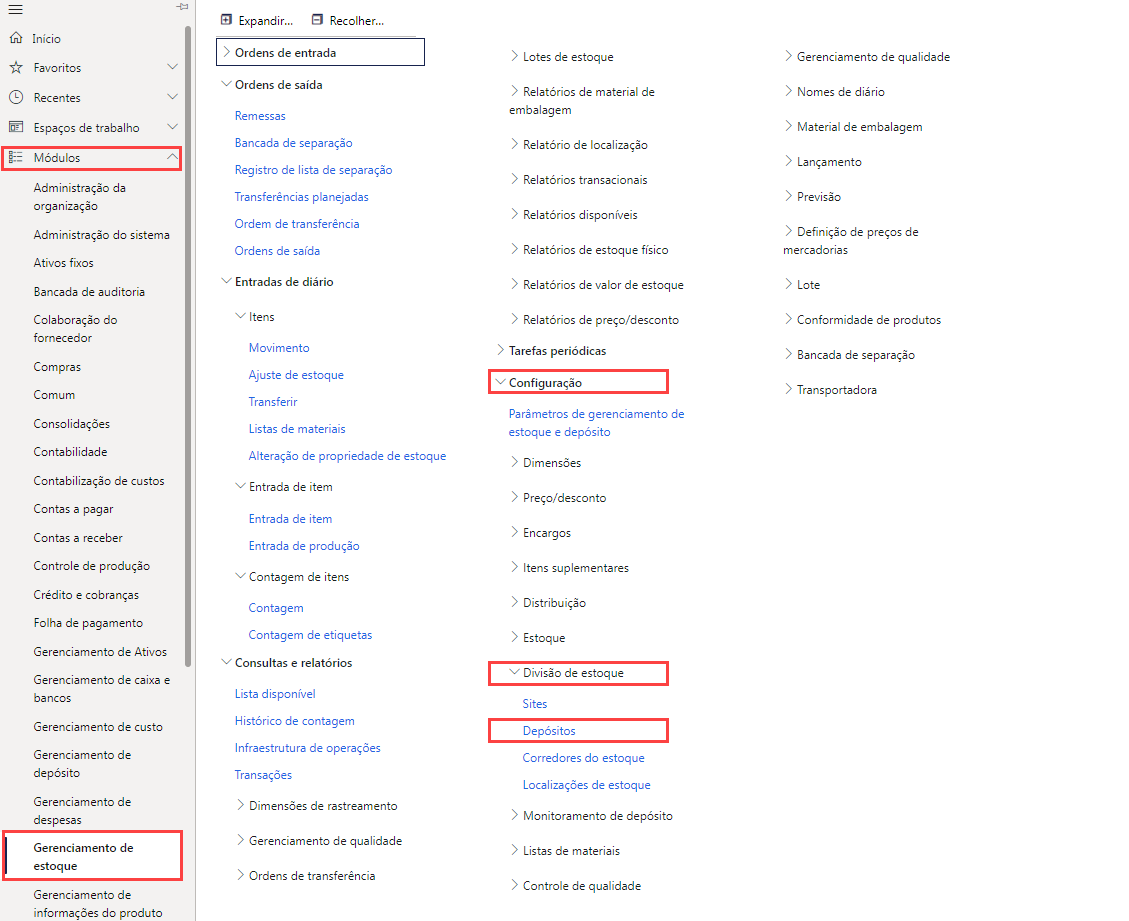 Início
Favoritos
Recentes
Espaços de trabalho
Módulos
Administração da
organização
Administração do sistema
Ativos fixos
Bancada de auditoria
Colaboração do
fornecedor
Compras
Comum
Consolidações
Contabilidade
Contabilização de custos
Contas a pagar
Contas a receber
Controle de produção
Crédito e cobranças
Folha de pagamento
Gerenciamento de Ativos
Gerenciamento de caixa e
bancos
Gerenciamento de custo
Gerenciamento de
depósito
Gerenciamento de
despesas
Gerenciamento de
estoque
Gerenciamento de
informações do produto
Expandir...
Recolher...
Ordens de entrada
Ordens de saída
Remessas
Bancada de separação
Registro de lista de separação
Transferências planejadas
Ordem de transferência
Ordens de saída
Entradas de diário
Itens
Movimento
Ajuste de estoque
Transferir
Listas de materiais
Alteração de propriedade de estoque
Entrada de item
Entrada de item
Entrada de produção
Contagem de itens
Contagem
Contagem de etiquetas
Consultas e relatórios
Lista disponível
Histórico de contagem
Infraestrutura de operações
Transações
Dimensões de rastreamento
Gerenciamento de qualidade
Ordens de transferência
Lotes de estoque
Relatórios de material de
embalagem
Relatório de localização
Relatórios transacionais
Relatórios disponíveis
Relatórios de estoque físico
Relatórios de valor de estoque
Relatórios de preço/desconto
Tarefas periódicas
Configuração
Parâmetros de gerenciamento de
estoque e depósito
Dimensões
Preço/desconto
Encargos
Itens suplementares
Distribuição
Estoque
Divisão de estoque
Sites
Depósitos
Corredores do estoque
Localizações de estoque
Monitoramento de depósito
Listas de materiais
Controle de qualidade
Gerenciamento de qualidade
Nomes de diário
Material de embalagem
Lançamento
Previsão
Definição de preços de
mercadorias
Lote
Conformidade de produtos
Bancada de separação
Transportadora